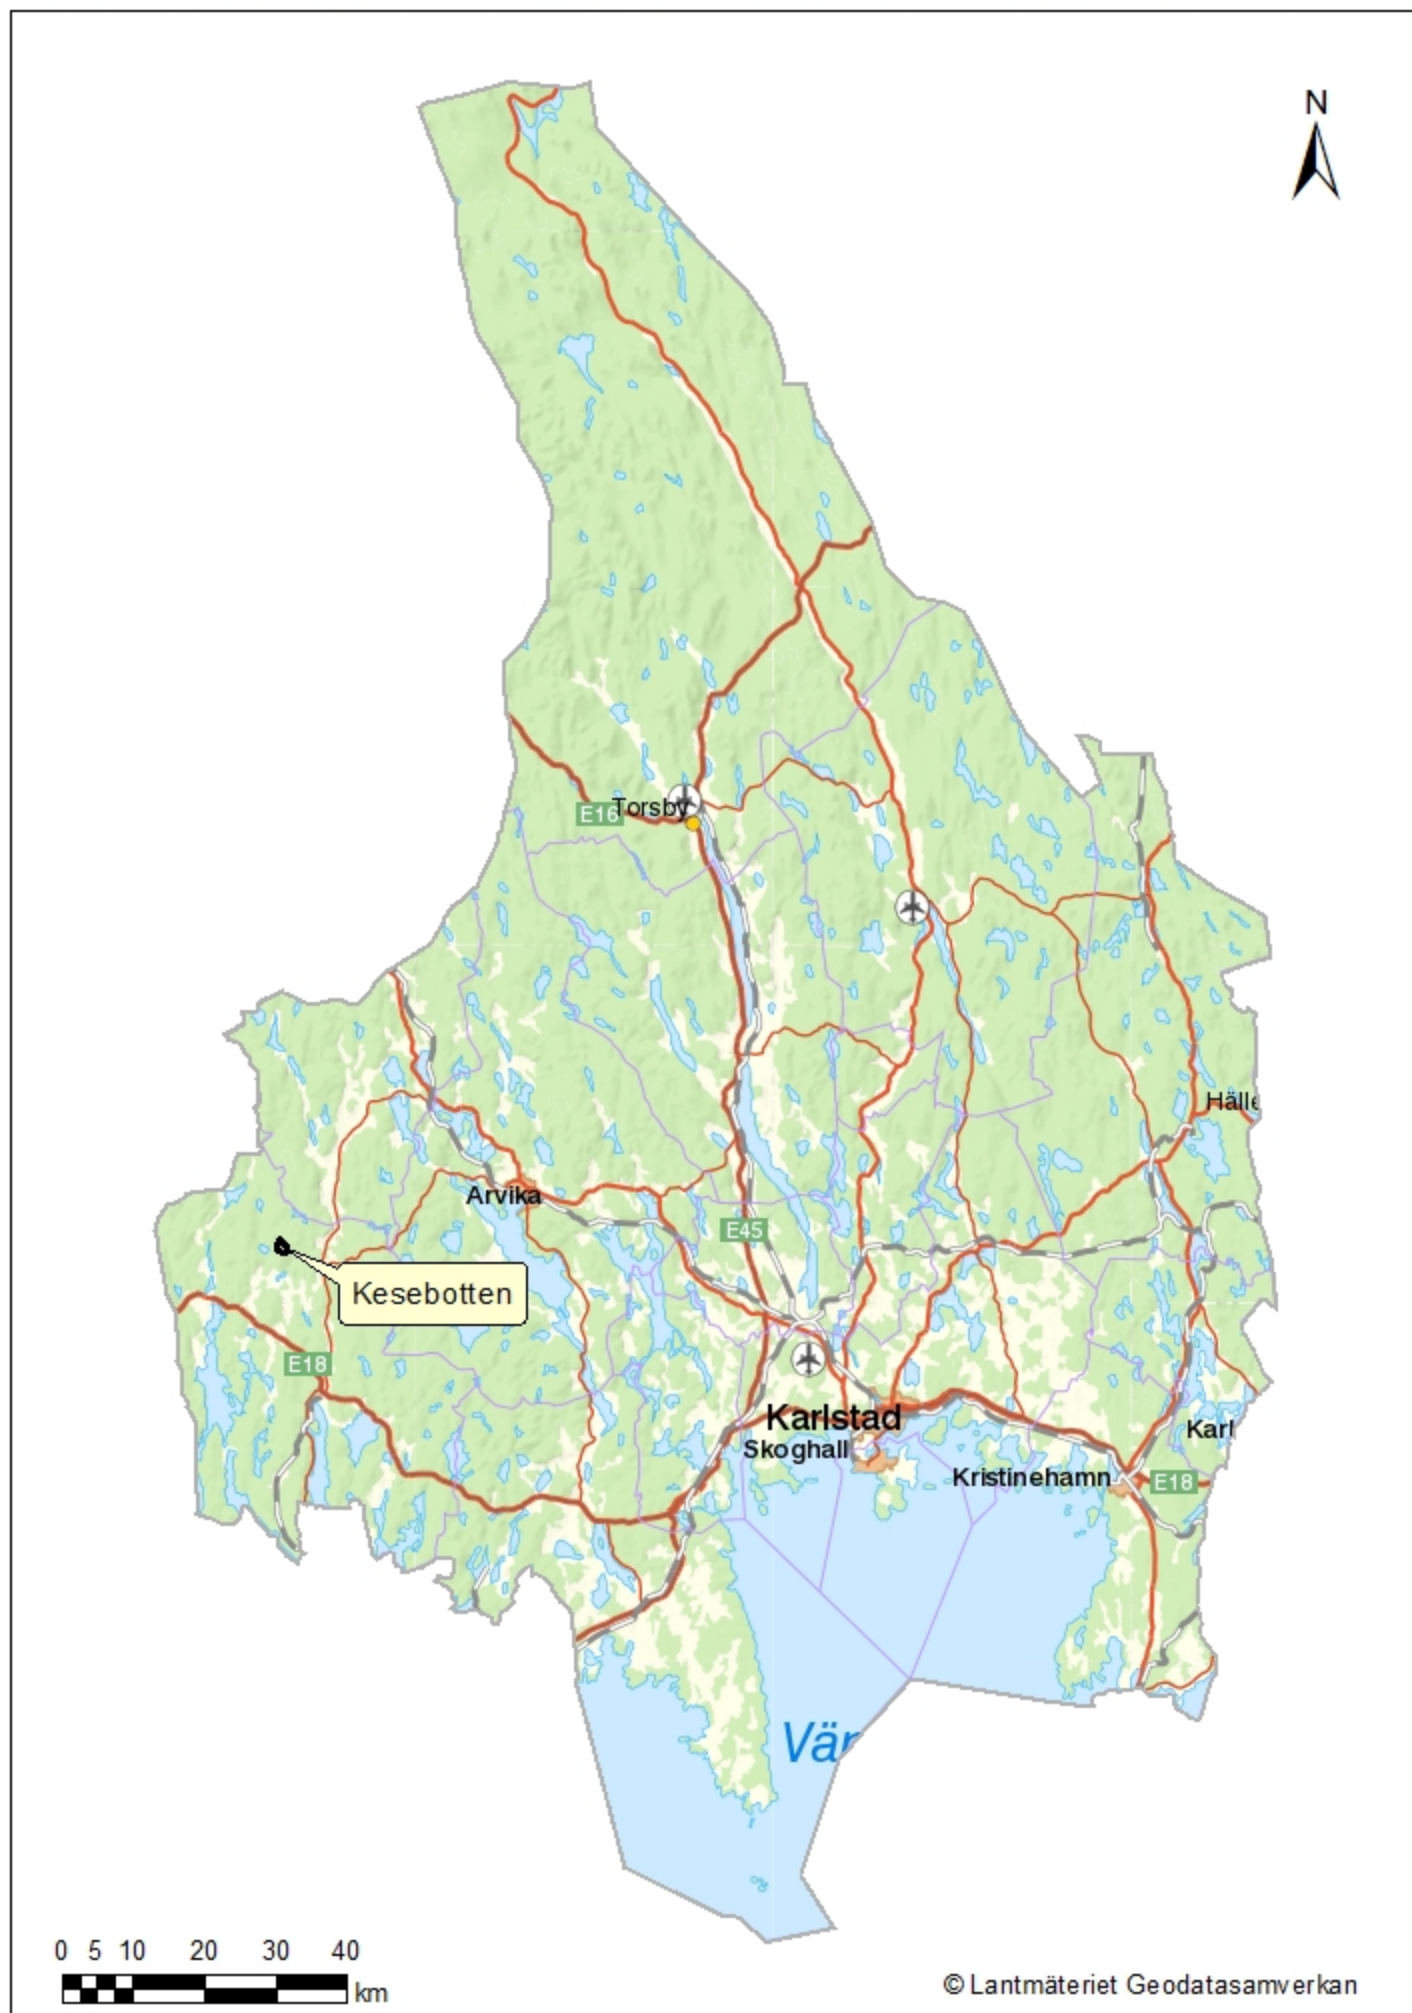 N
E16
Torsby
Hälle
Arvika
E45
Kesebotten
E18
Karlstad
Skoghall
Karl
Kristinehamn
E18
Vär
0 5 10 20 30 40
km
© Lantmäteriet Geodatasamverkan